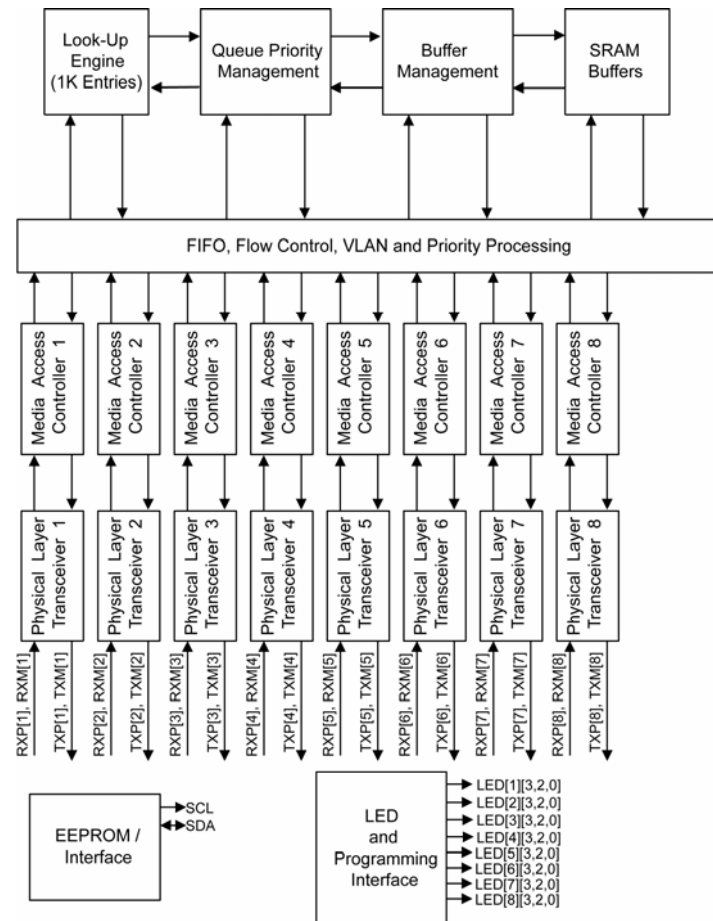 Look-Up
Engine
(1K Entries)
Queue Priority
Management
Buffer
Management
SRAM
Buffers
FIFO, Flow Control, VLAN and Priority Processing
Media Access
Controller 1
Media Access
Controller 2
Media Access
Controller 3
Media Access
Controller 4
Media Access
Controller 5
Media Access
Controller 6
Media Access
Controller 7
Media Access
Controller 8
Physical Layer
Transceiver 1
Physical Layer
Transceiver 2
Physical Layer
Transceiver 3
Physical Layer
Transceiver 4
Physical Layer
Transceiver 5
Physical Layer
Transceiver 6
Physical Layer
Transceiver 7
Physical Layer
Transceiver 8
RXP[1], RXM[1]
TXP[1], TXM[1]
RXP[2], RXM[2]
TXP[2], TXM[2]
RXP[3], RXM[3]
TXP[3], TXM[3]
RXP[4], RXM[4]
TXP[4], TXM[4]
RXP[5], RXM[5]
TXP[5], TXM[5]
RXP[6], RXM[6]
TXP[6], TXM[6]
RXP[7], RXM[7]
TXP[7], TXM[7]
RXP[8], RXM[8]
TXP[8], TXM[8]
EEPROM /
Interface
SCL
SDA
LED
and
Programming
Interface
LED[1][3,2,0]
LED[2][3,2,0]
LED[3][3,2,0]
LED[4][3,2,0]
LED[5][3,2,0]
LED[6][3,2,0]
LED[7][3,2,0]
LED[8][3,2,0]